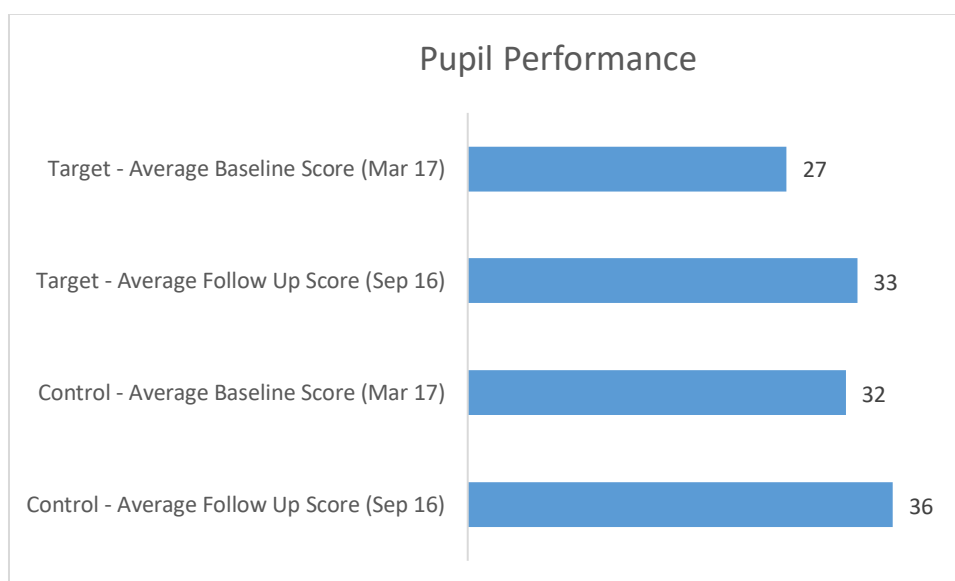 Pupil Performance
Target - Average Baseline Score (Mar 17) 27
Target - Average Follow Up Score (Sep 16) 33
Control - Average Baseline Score (Mar 17) 32
Control - Average Follow Up Score (Sep 16) 36